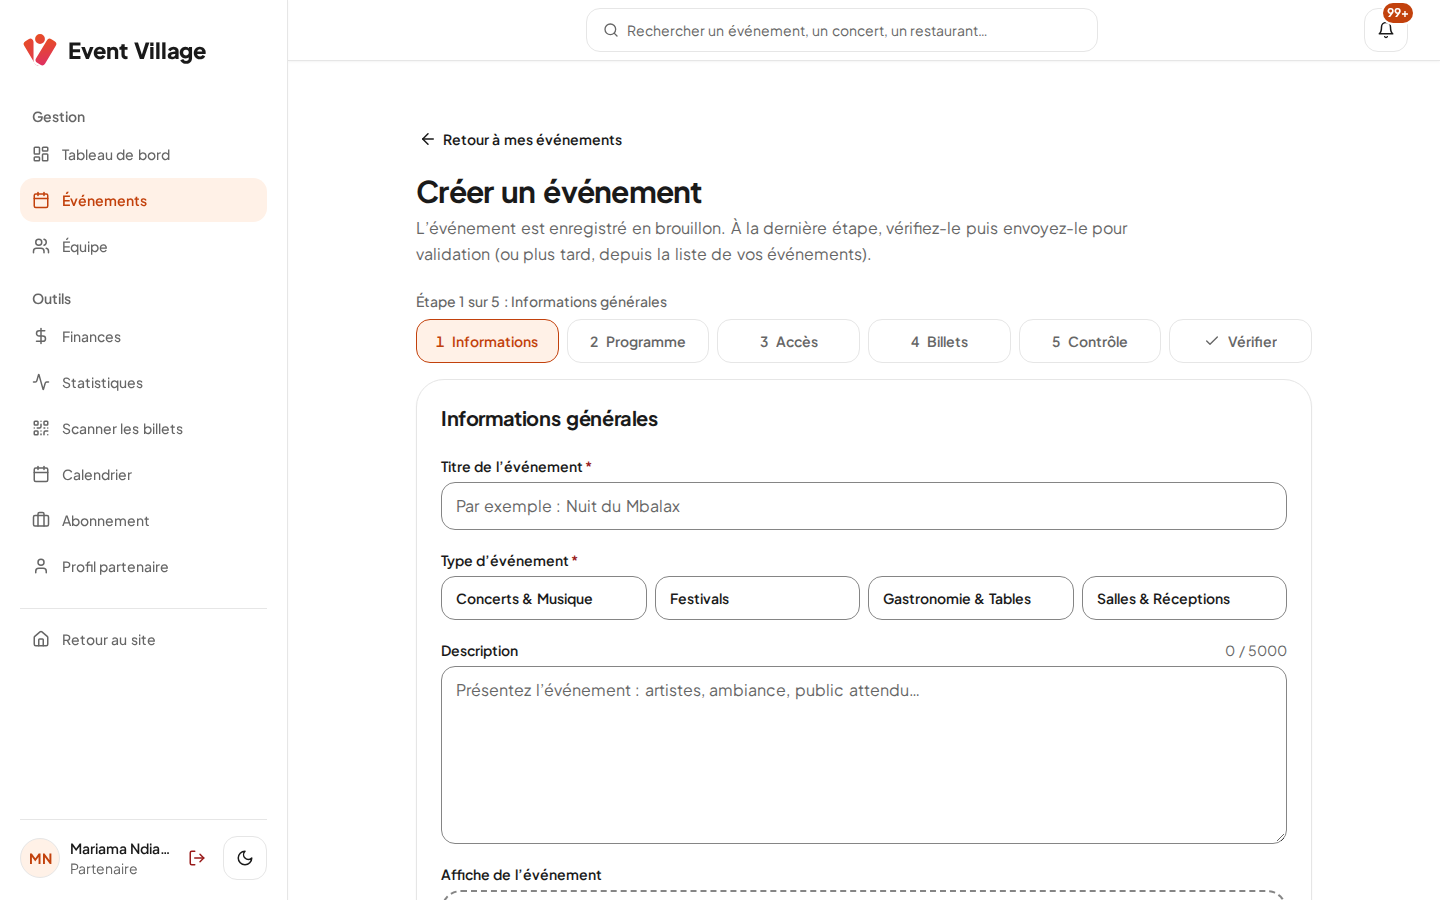 Event Village
Rechercher un événement, un concert, un restaurant...
99+
Gestion
Tableau de bord
Événements
Équipe
Outils
Finances
Statistiques
Scanner les billets
Calendrier
Abonnement
Profil partenaire
Retour au site
MN
Mariama Ndia...
Partenaire
Retour à mes événements
Créer un événement
L’événement est enregistré en brouillon. À la dernière étape, vérifiez-le puis envoyez-le pour
validation (ou plus tard, depuis la liste de vos événements).
Étape 1 sur 5 : Informations générales
1 Informations
2 Programme
3 Accès
4 Billets
5 Contrôle
Vérifier
Informations générales
Titre de l’événement *
Par exemple : Nuit du Mbalax
Type d’événement *
Concerts & Musique
Festivals
Gastronomie & Tables
Salles & Réceptions
Description
0 / 5000
Présentez l’événement : artistes, ambiance, public attendu...
Affiche de l’événement